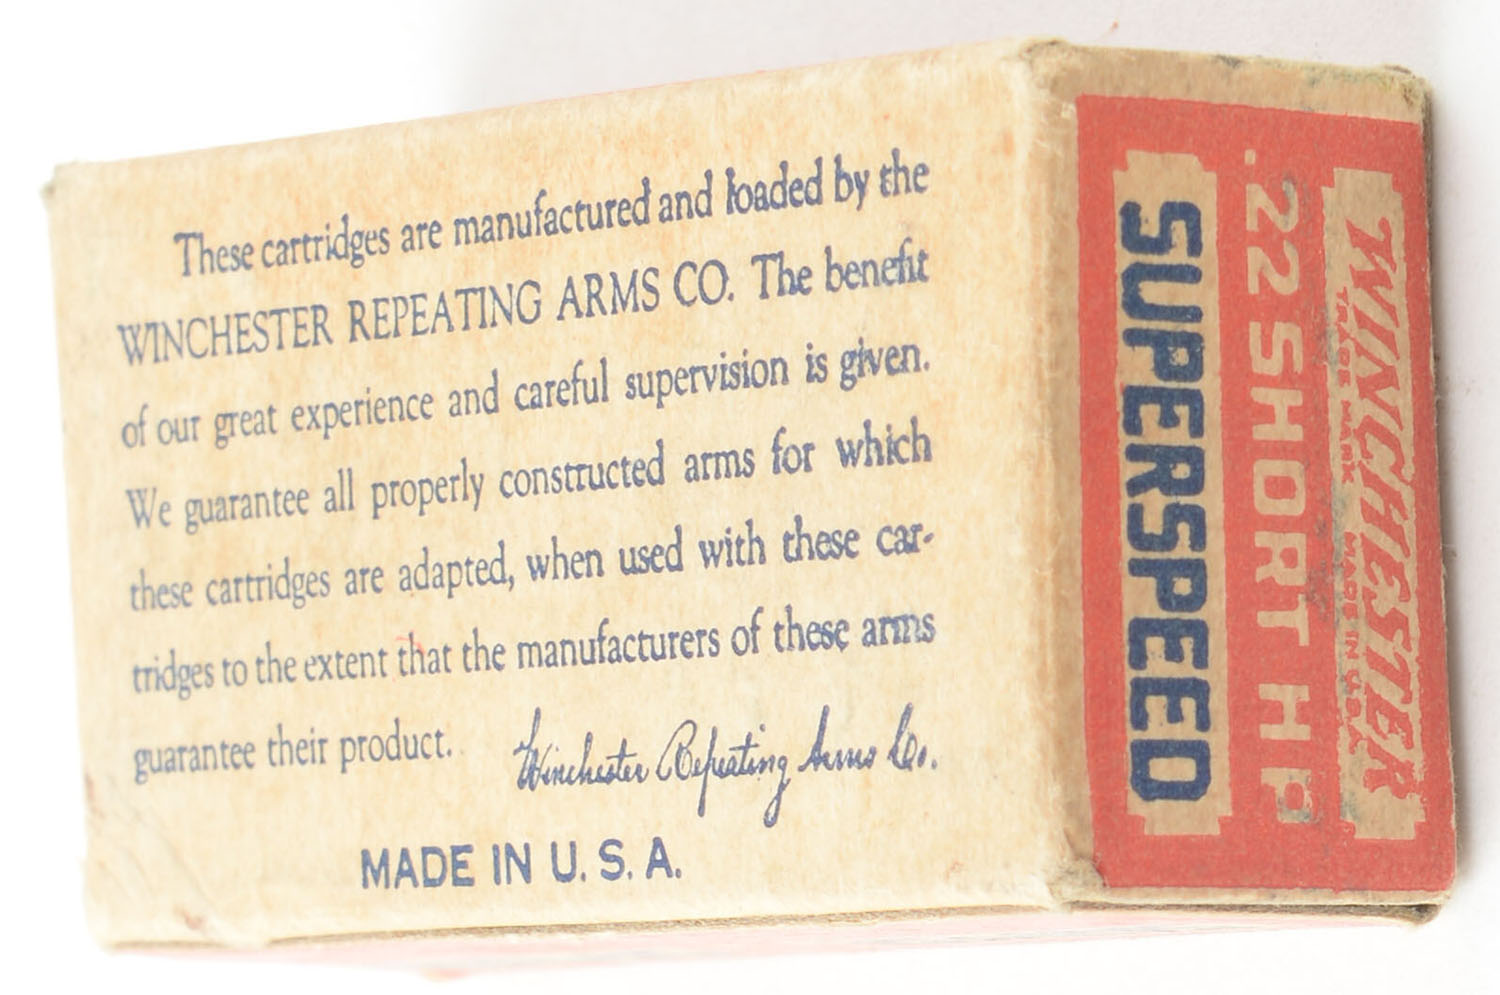 These cartridges are manufactured and loaded by the
WINCHESTER REPEATING ARMS CO. The benefit
of our great experience and careful supervision is given.
We guarantee all properly constructed arms for which
these cartridges are adapted, when used with these car-
tridges to the extent that the manufacturers of these arms
guarantee their product.
Winchester Repeating Arms Co.
MADE IN U. S. A.
WINCHESTER
TRADE MARK MADE IN U.S.A.
.22 SHORT H P
SUPERSPEED